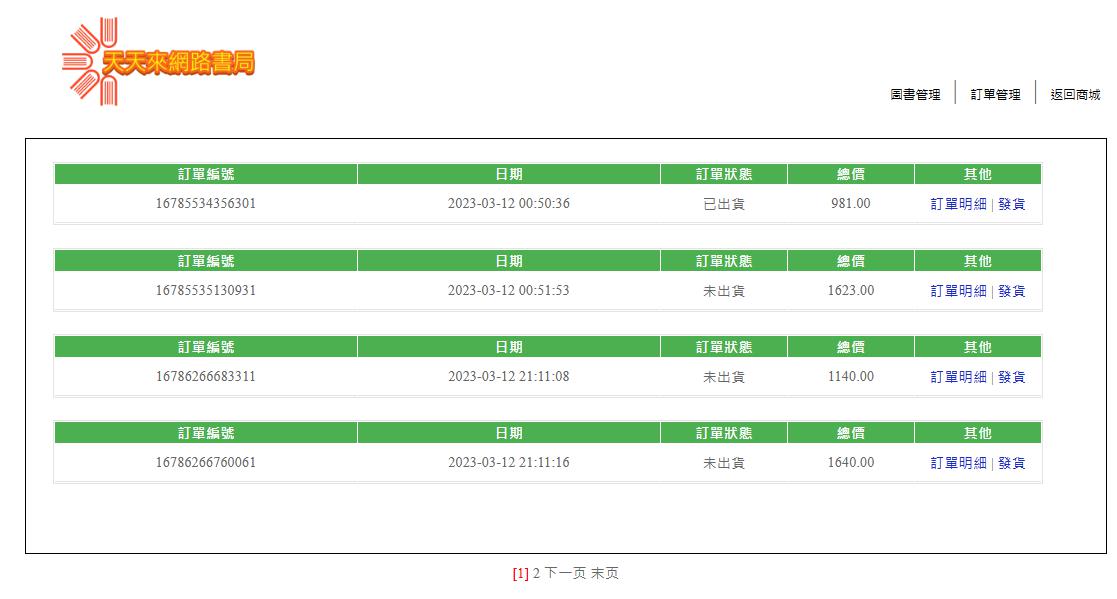 天天來網路書局
圖書管理 訂單管理 返回商城
訂單編號 日期 訂單狀態 總價 其他
16785534356301 2023-03-12 00:50:36 已出貨 981.00 訂單明細 | 發貨
訂單編號 日期 訂單狀態 總價 其他
16785535130931 2023-03-12 00:51:53 未出貨 1623.00 訂單明細 | 發貨
訂單編號 日期 訂單狀態 總價 其他
16786266683311 2023-03-12 21:11:08 未出貨 1140.00 訂單明細 | 發貨
訂單編號 日期 訂單狀態 總價 其他
16786266760061 2023-03-12 21:11:16 未出貨 1640.00 訂單明細 | 發貨
[1] 2 下一页 末页